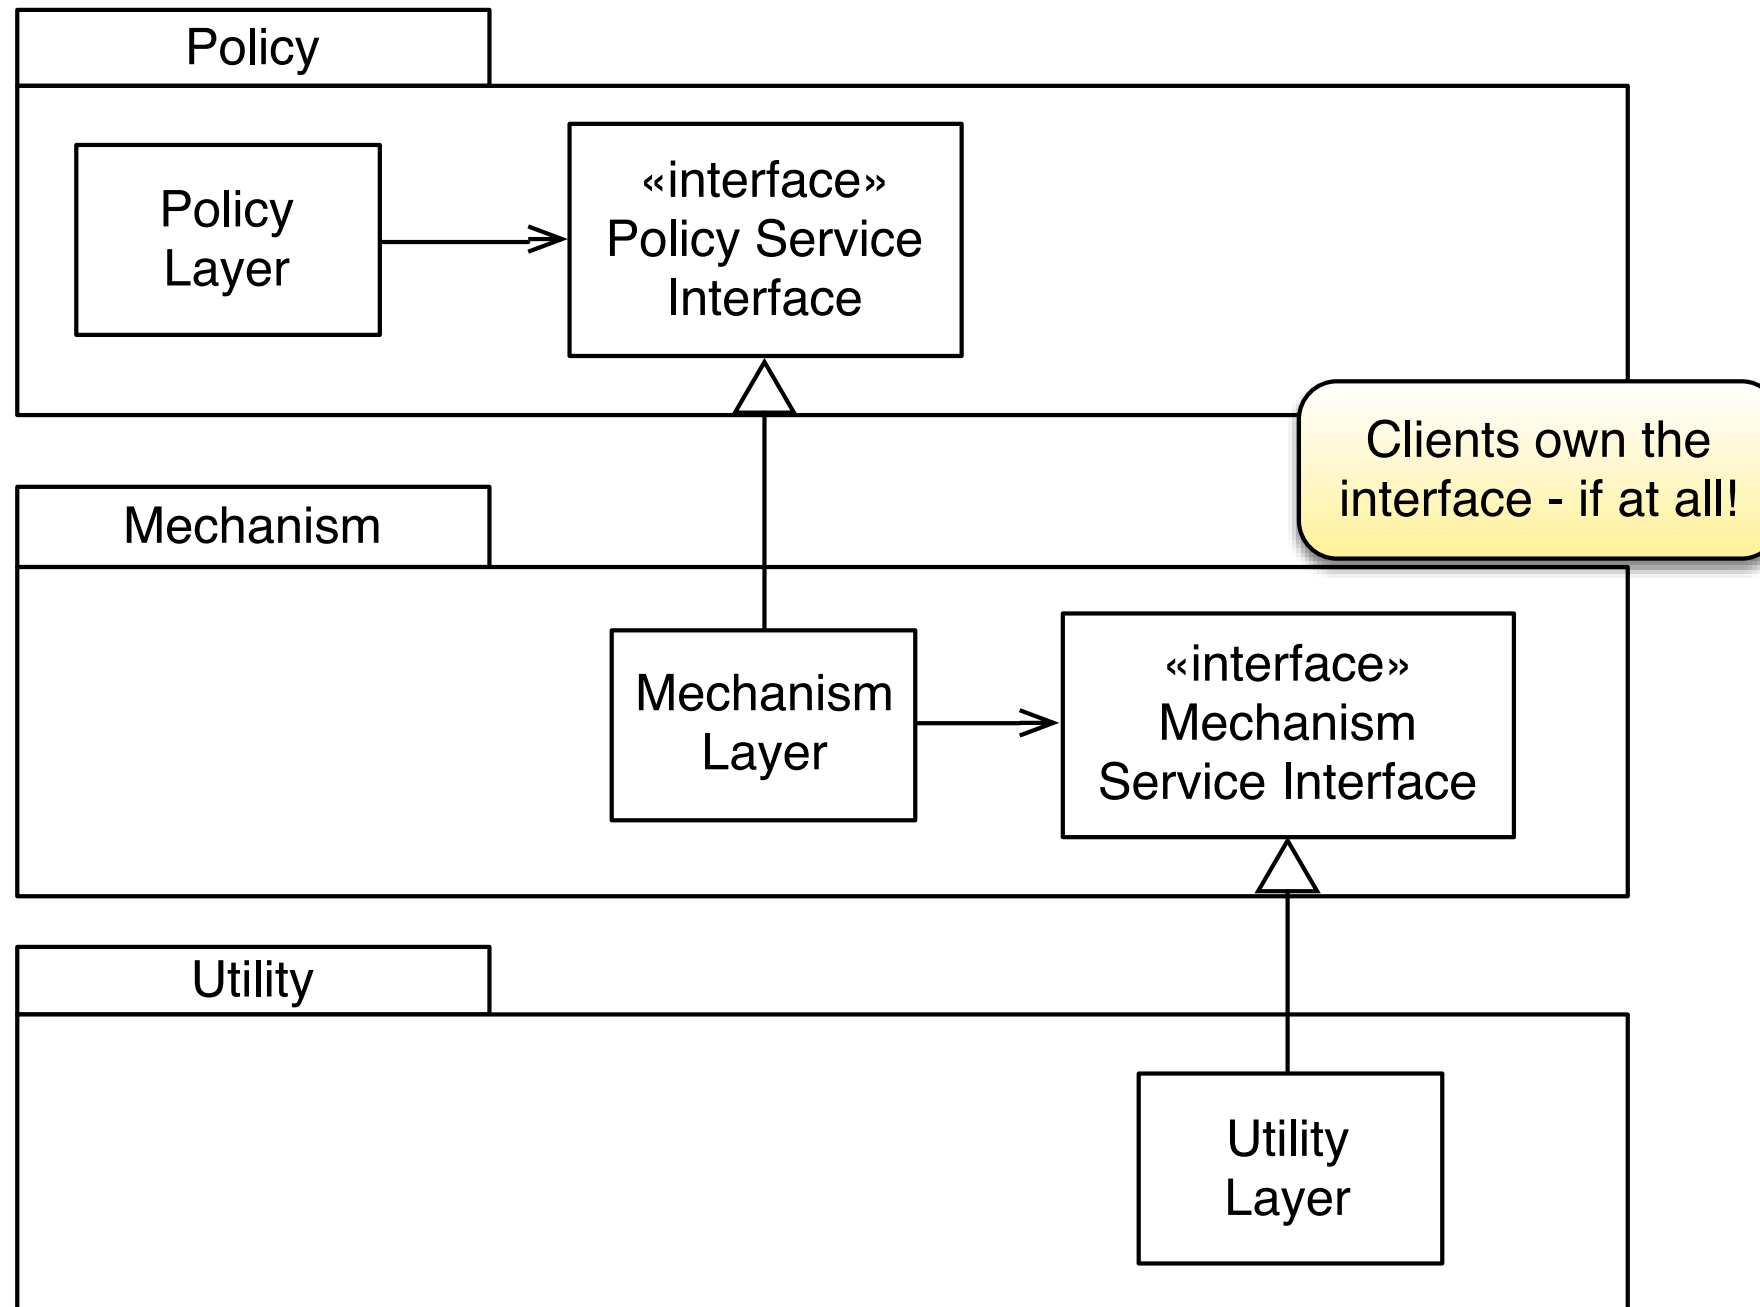 Policy
Policy
Layer
«interface»
Policy Service
Interface
Clients own the
interface - if at all!
Mechanism
Mechanism
Layer
«interface»
Mechanism
Service Interface
Utility
Utility
Layer